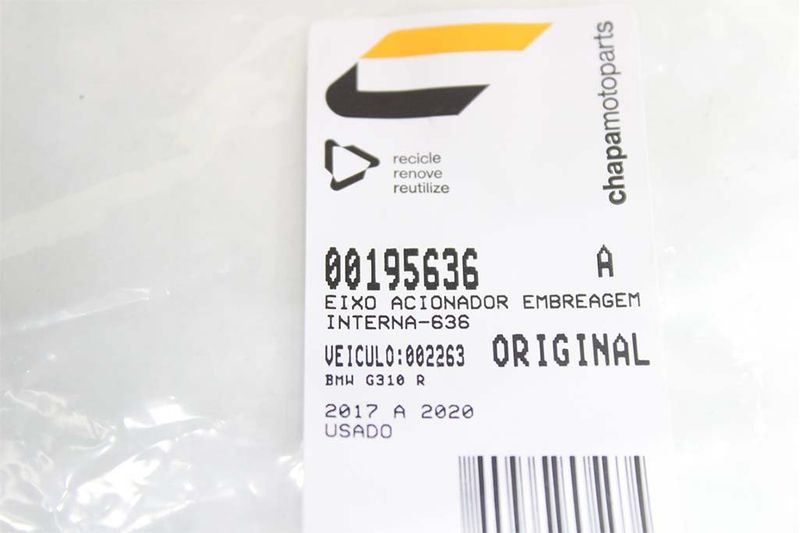 chapamotoparts
recicle
renove
reutilize
00195636 A
EIXO ACIONADOR EMBREAGEM
INTERNA-636
VEICULO:002263 ORIGINAL
BMW G310 R
2017 A 2020
USADO